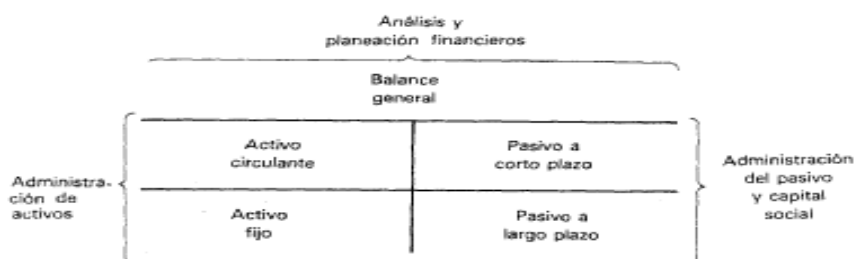 Análisis y
planeación financieros
Balance
general
Activo
circulante
Pasivo a
corto plazo
Administra-
ción de
activos
Administración
del pasivo
y capital
social
Activo
fijo
Pasivo a
largo plazo